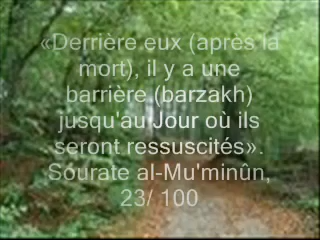 «Derrière eux (après la
mort), il y a une
barrière (barzakh)
jusqu'au Jour où ils
seront ressuscités».
Sourate al-Mu'minûn,
23/ 100